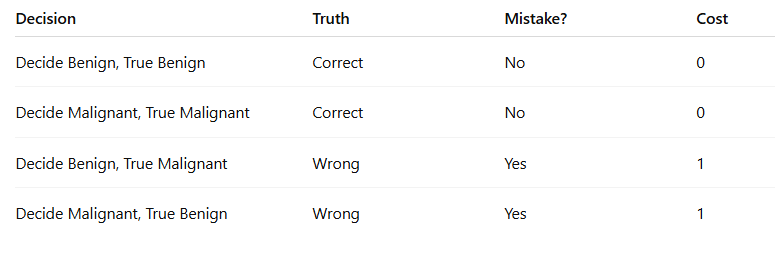 Decision Truth Mistake? Cost
Decide Benign, True Benign Correct No 0
Decide Malignant, True Malignant Correct No 0
Decide Benign, True Malignant Wrong Yes 1
Decide Malignant, True Benign Wrong Yes 1